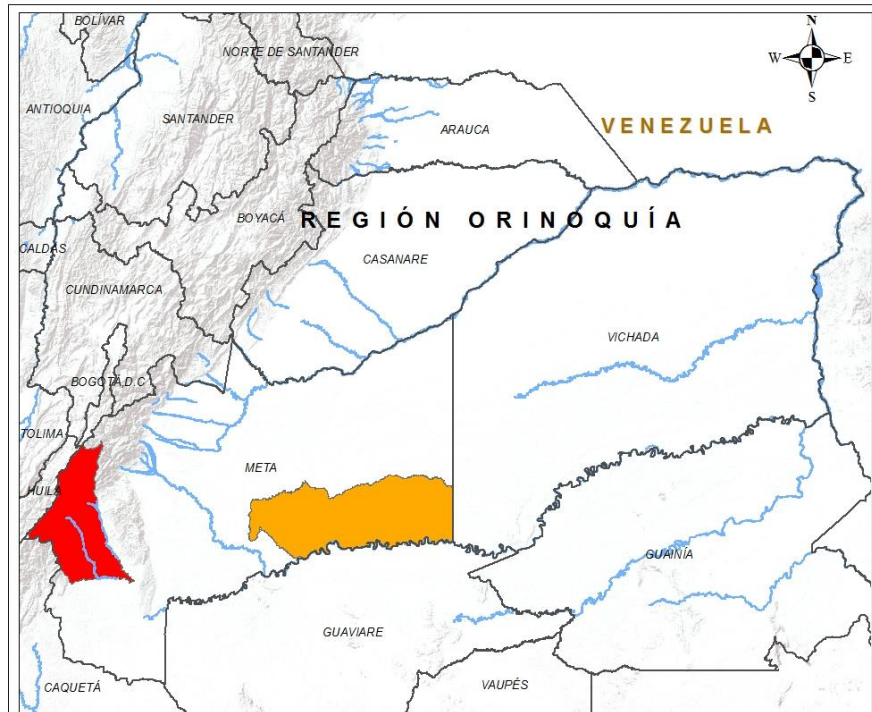 BOLÍVAR
N
NORTE DE SANTANDER
W E
S
ANTIOQUIA
SANTANDER
ARAUCA
VENEZUELA
BOYACÁ
REGIÓN ORINOQUÍA
CALDAS
CASANARE
CUNDINAMARCA
VICHADA
BOGOTÁ, D.C
TOLIMA
META
HUILA
GUAINÍA
GUAVIARE
CAQUETÁ
VAUPÉS